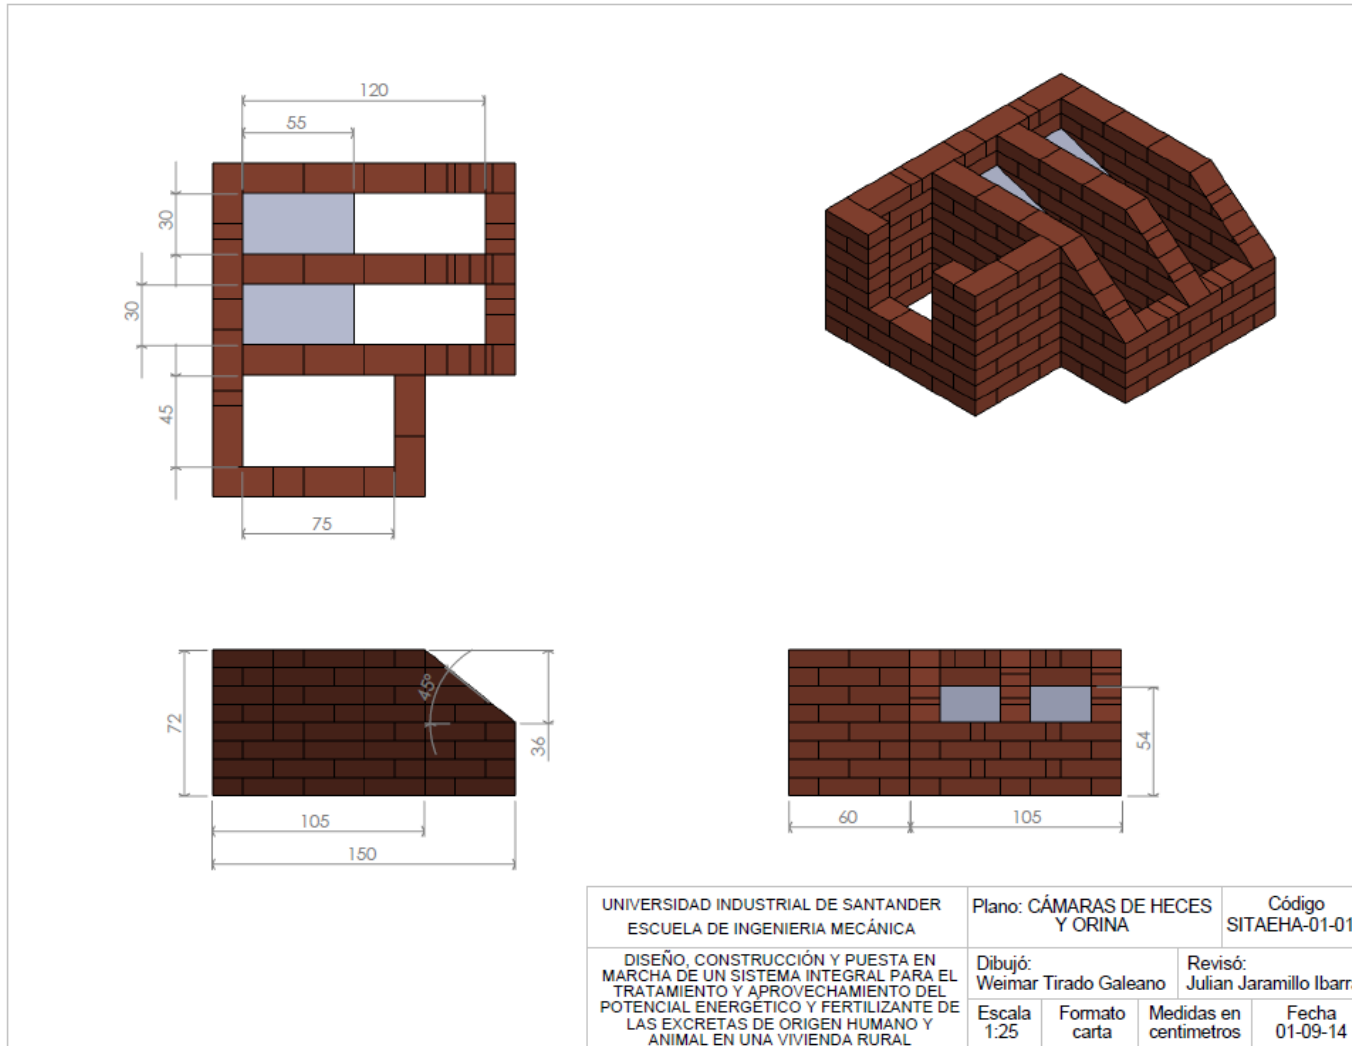 120
55
30
30
45
75
72
45º
36
105
150
54
60
105
UNIVERSIDAD INDUSTRIAL DE SANTANDER
ESCUELA DE INGENIERIA MECÁNICA
Plano: CÁMARAS DE HECES
Y ORINA
Código
SITAEHA-01-01
DISEÑO, CONSTRUCCIÓN Y PUESTA EN
MARCHA DE UN SISTEMA INTEGRAL PARA EL
TRATAMIENTO Y APROVECHAMIENTO DEL
POTENCIAL ENERGÉTICO Y FERTILIZANTE DE
LAS EXCRETAS DE ORIGEN HUMANO Y
ANIMAL EN UNA VIVIENDA RURAL
Dibujó:
Weimar Tirado Galeano
Revisó:
Julian Jaramillo Ibarr
Escala
1:25
Formato
carta
Medidas en
centimetros
Fecha
01-09-14